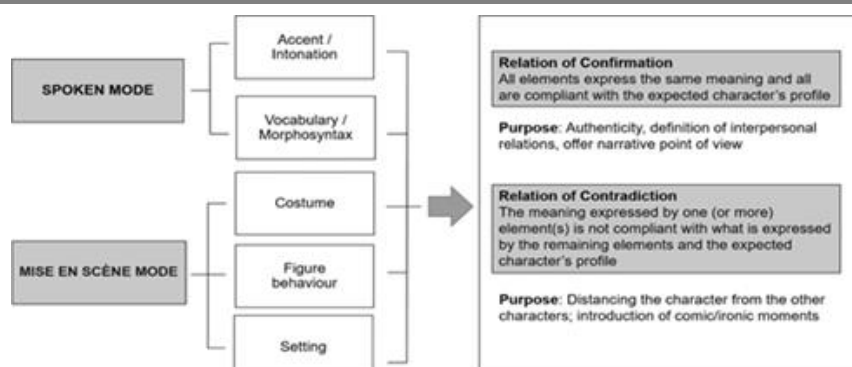 SPOKEN MODE
Accent /
Intonation
Vocabulary /
Morphosyntax
MISE EN SCÈNE MODE
Costume
Figure
behaviour
Setting
Relation of Confirmation
All elements express the same meaning and all
are compliant with the expected character's profile
Purpose: Authenticity, definition of interpersonal
relations, offer narrative point of view
Relation of Contradiction
The meaning expressed by one (or more)
element(s) is not compliant with what is expressed
by the remaining elements and the expected
character's profile
Purpose: Distancing the character from the other
characters; introduction of comic/ironic moments